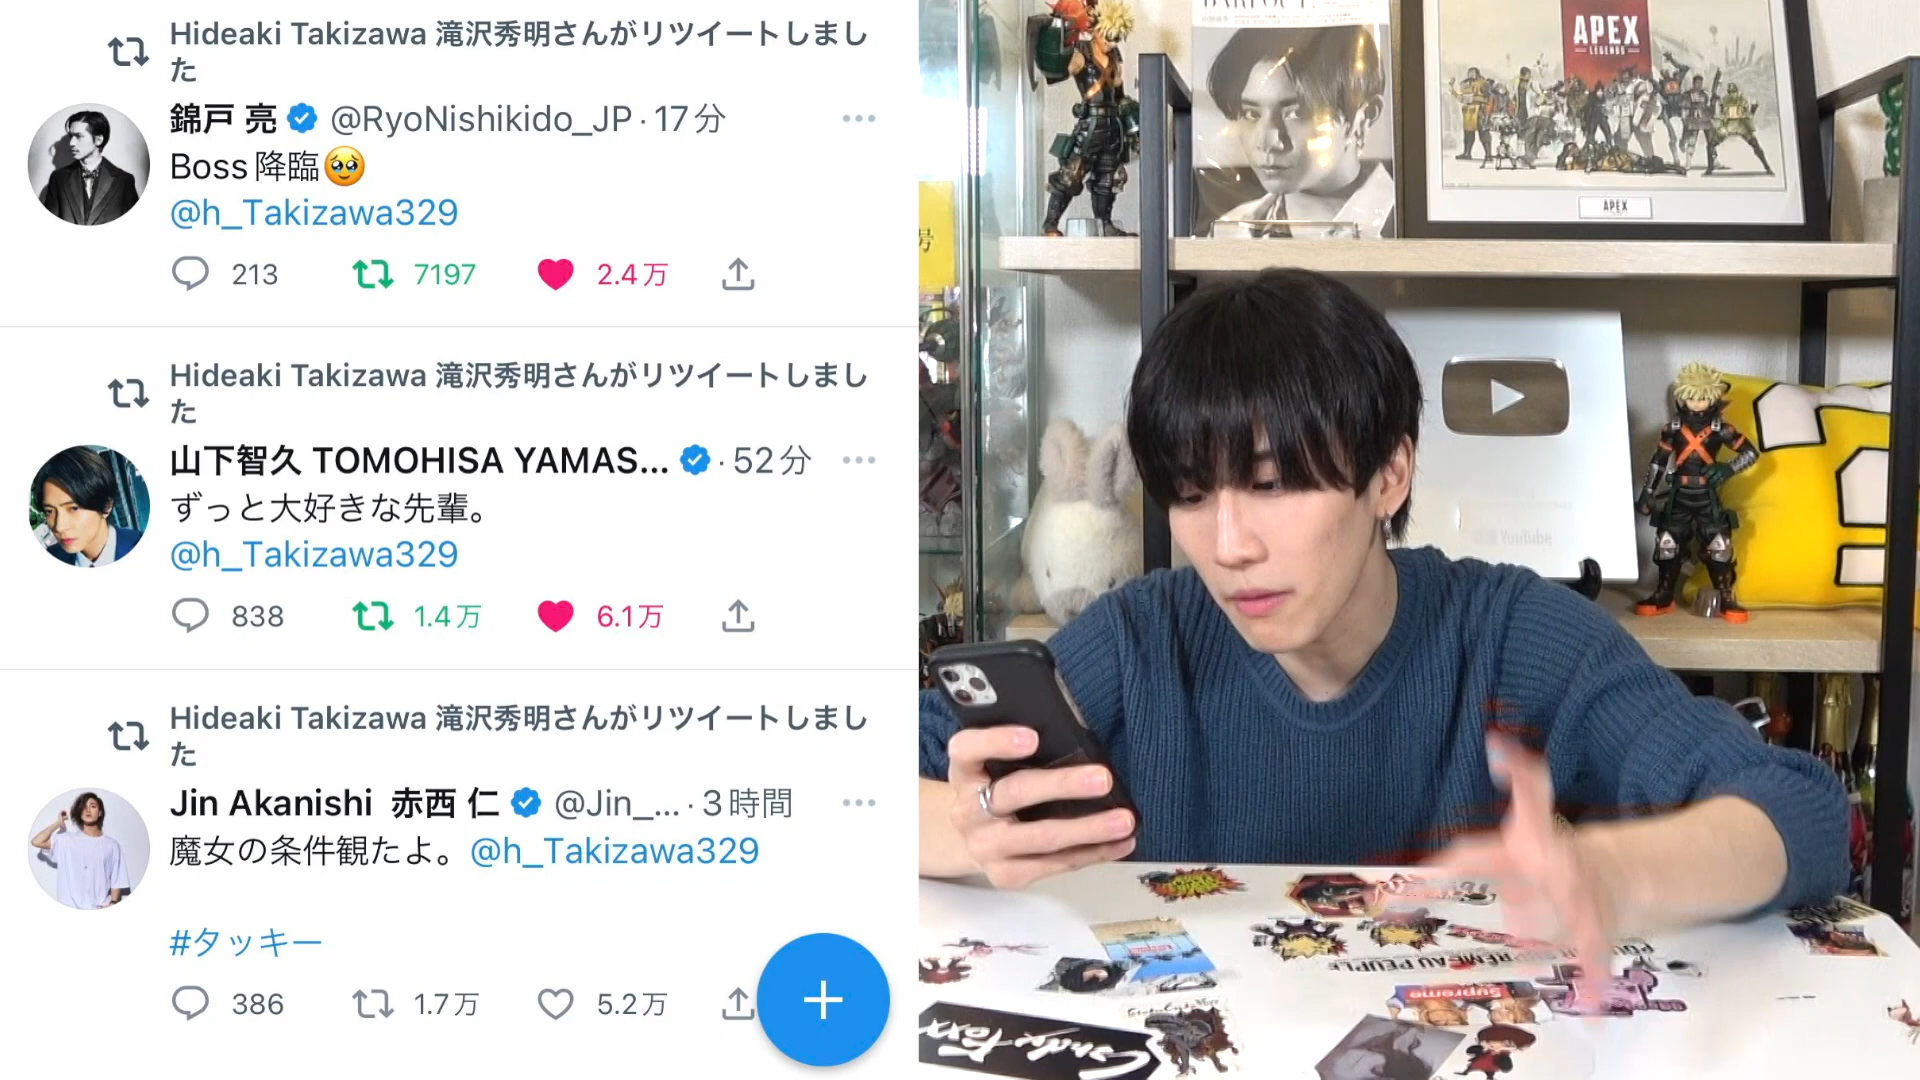 Hideaki Takizawa 滝沢秀明さんがリツイートしまし
た
錦戸 亮 @RyoNishikido_JP · 17分
Boss降臨🥹
@h_Takizawa329
213 7197 2.4万
Hideaki Takizawa 滝沢秀明さんがリツイートしまし
た
山下智久 TOMOHISA YAMAS... · 52分
ずっと大好きな先輩。
@h_Takizawa329
838 1.4万 6.1万
Hideaki Takizawa 滝沢秀明さんがリツイートしまし
た
Jin Akanishi 赤西 仁 @Jin_... · 3時間
魔女の条件観たよ。@h_Takizawa329
#タッキー
386 1.7万 5.2万
APEX
LEGENDS
APEX
号
YouTube
Supreme